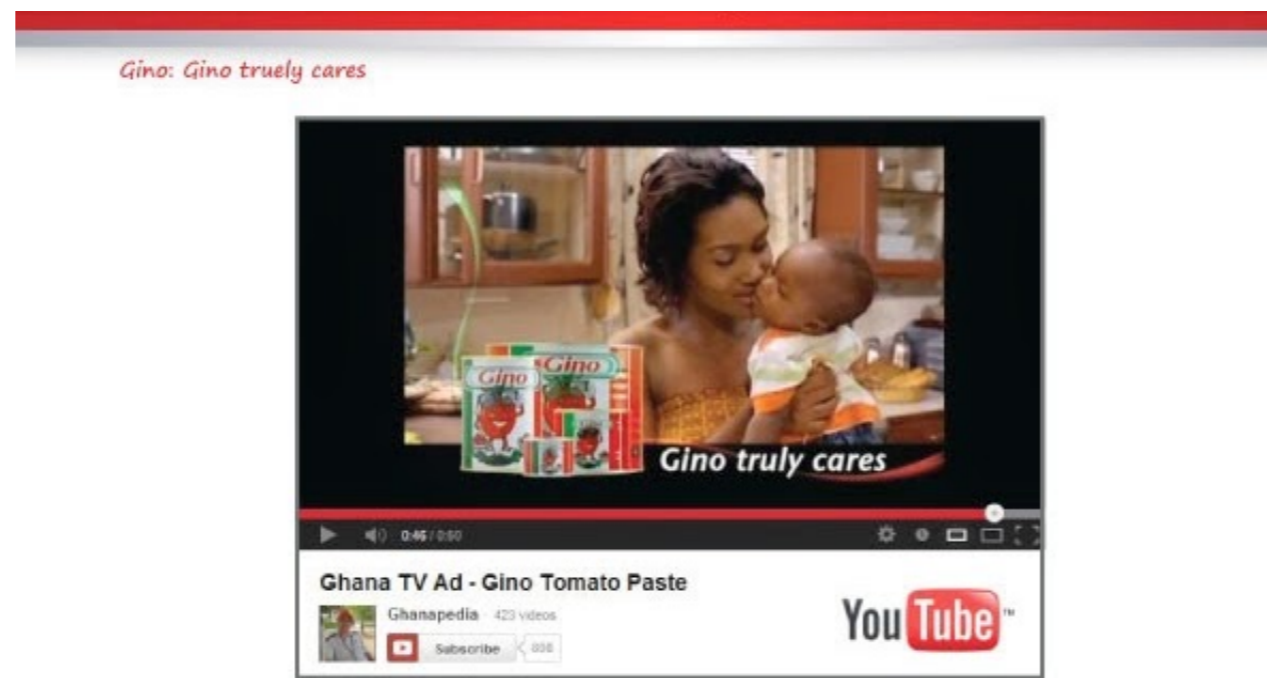 Gino: Gino truely cares
Gino
Gino
Gino truly cares
0:46 / 0:50
Ghana TV Ad - Gino Tomato Paste
Ghanapedia · 423 videos
Subscribe
YouTube™